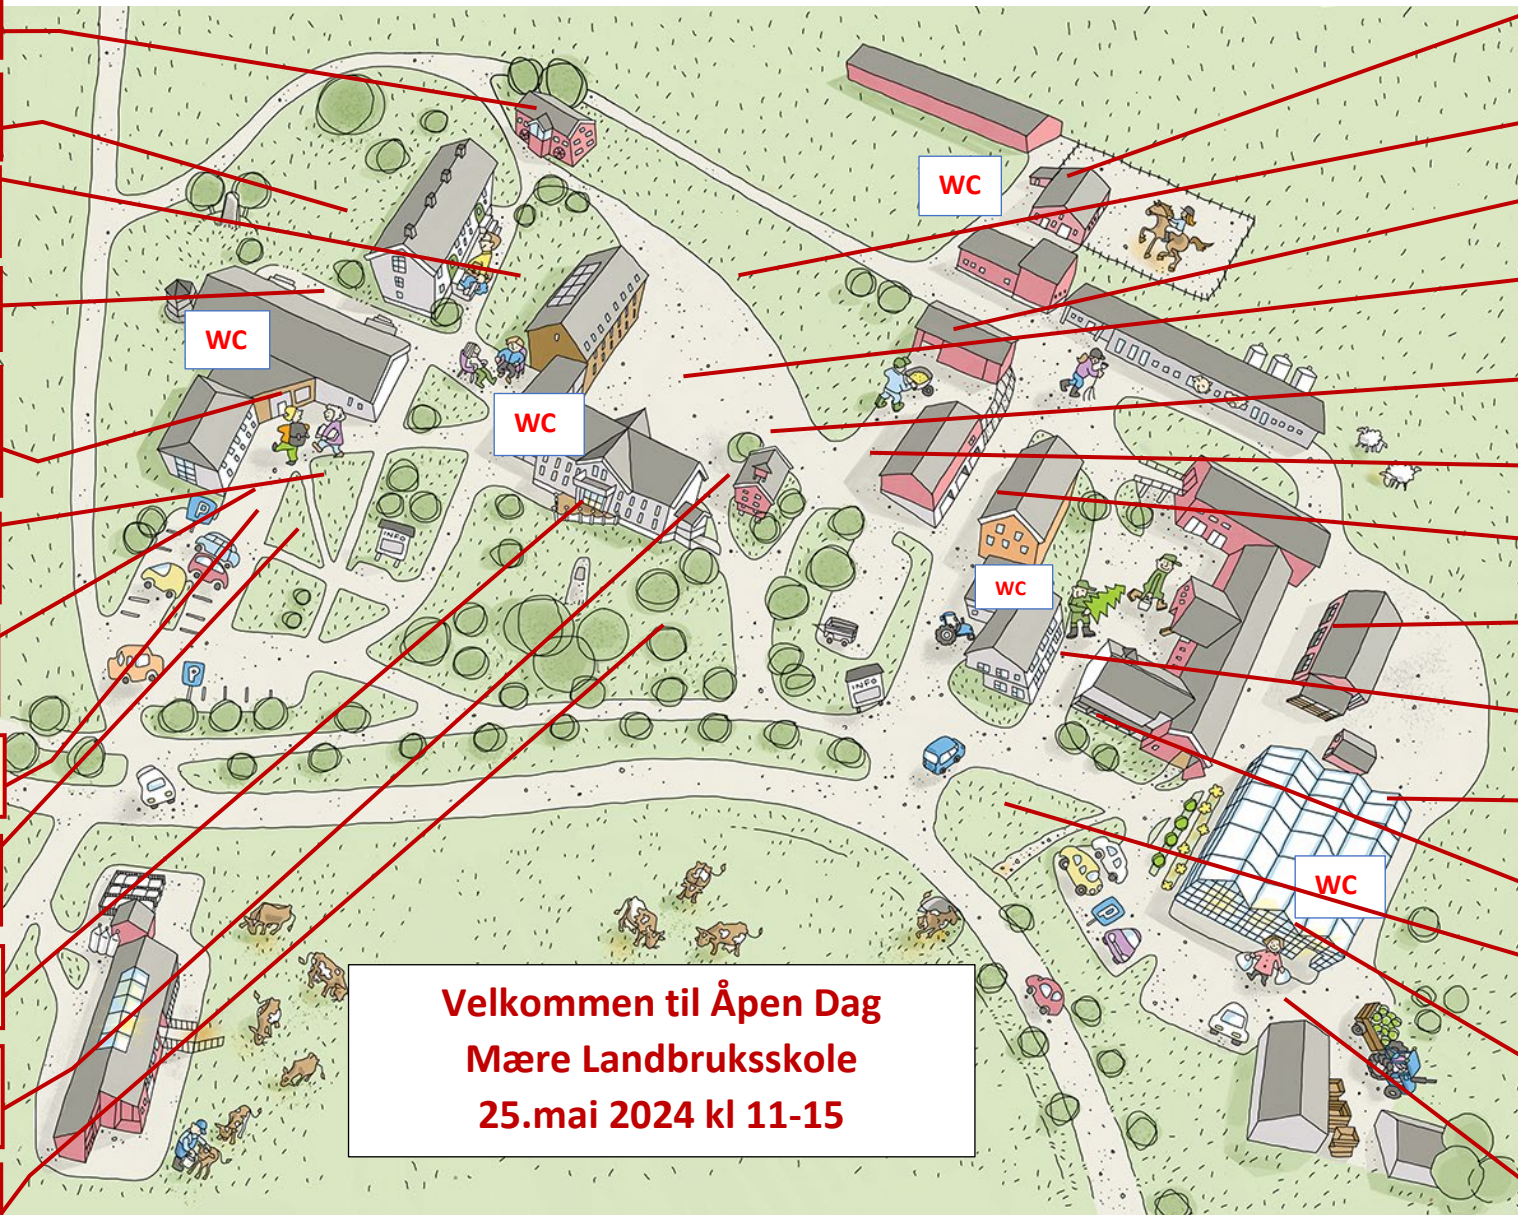 WC
WC
WC
P
INFO
WC
P
INFO
WC
P
Velkommen til Åpen Dag
Mære Landbruksskole
25.mai 2024 kl 11-15